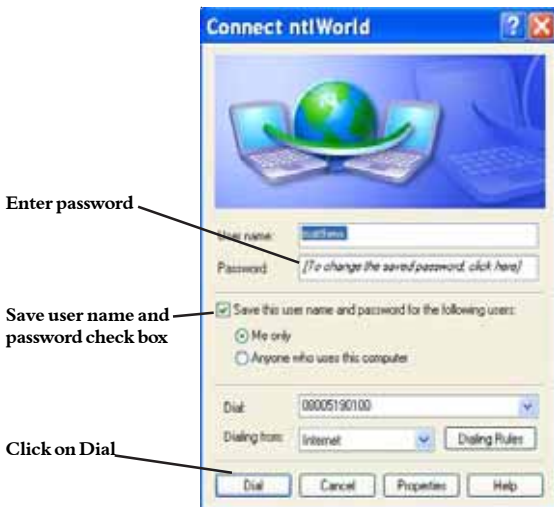 Connect ntlWorld
Enter password
User name:
Password: [To change the saved password, click here]
Save user name and
password check box
Save this user name and password for the following users:
Me only
Anyone who uses this computer
Dial: 08005190100
Click on Dial
Dialing from: Internet Dialing Rules
Dial Cancel Properties Help